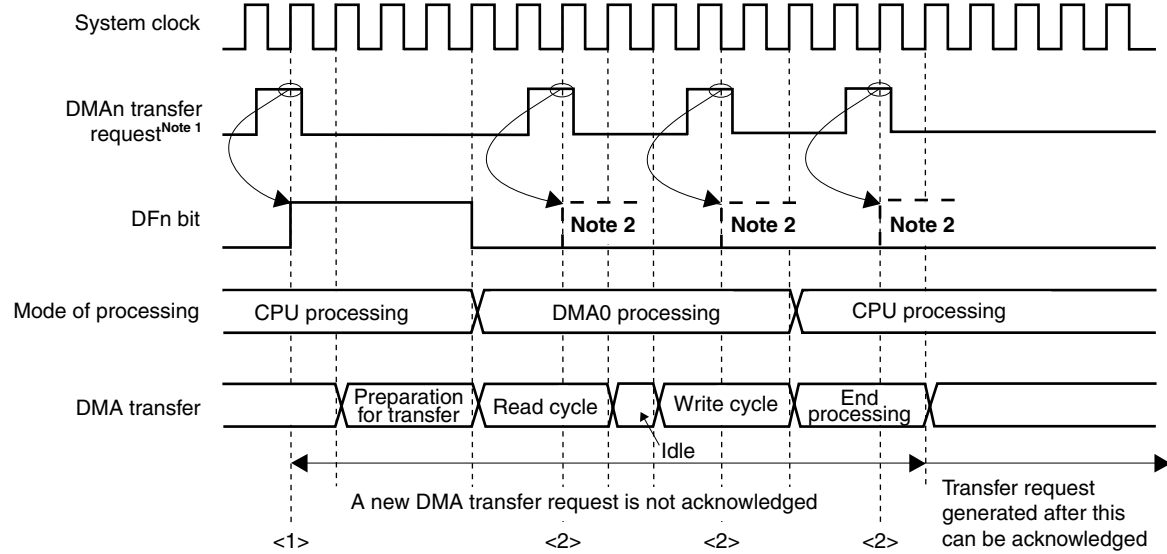 System clock
DMAn transfer
requestNote 1
DFn bit
Note 2
Note 2
Note 2
Mode of processing
CPU processing
DMA0 processing
CPU processing
DMA transfer
Preparation
for transfer
Read cycle
Idle
Write cycle
End
processing
A new DMA transfer request is not acknowledged
Transfer request
generated after this
can be acknowledged
<1>
<2>
<2>
<2>